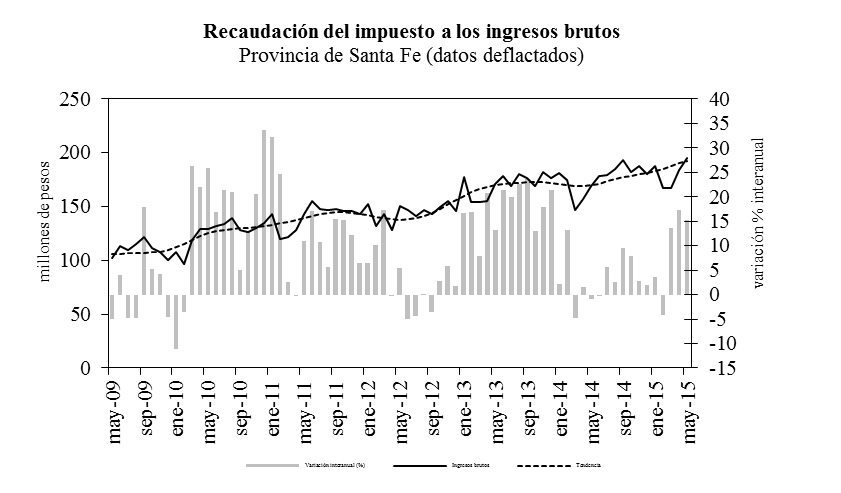 Recaudación del impuesto a los ingresos brutos
Provincia de Santa Fe (datos deflactados)
250
200
150
100
50
0
millones de pesos
40
35
30
25
20
15
10
5
0
-5
-10
-15
variación % interanual
may-09
sep-09
ene-10
may-10
sep-10
ene-11
may-11
sep-11
ene-12
may-12
sep-12
ene-13
may-13
sep-13
ene-14
may-14
sep-14
ene-15
may-15
Variación interanual (%)
Ingresos brutos
Tendencia